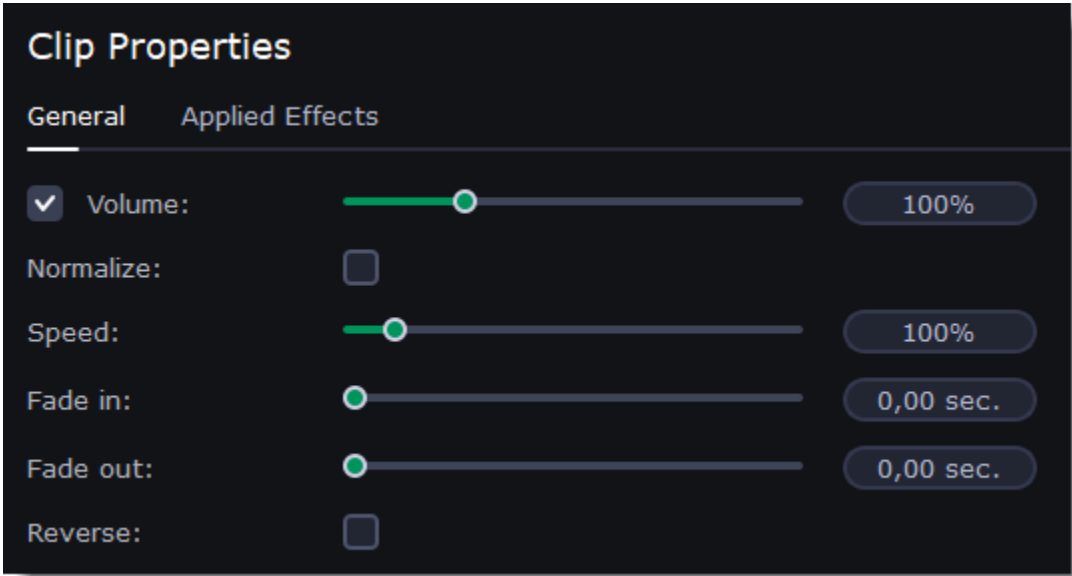 Clip Properties
General Applied Effects
Volume: 100%
Normalize:
Speed: 100%
Fade in: 0,00 sec.
Fade out: 0,00 sec.
Reverse: